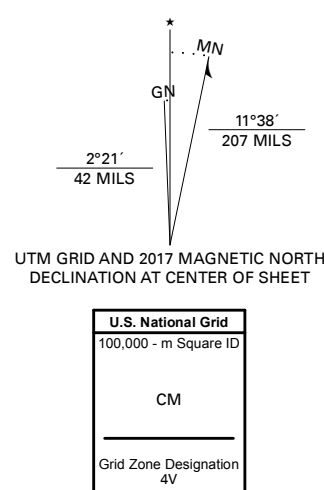 ★
MN
GN
11°38´
207 MILS
2°21´
42 MILS
UTM GRID AND 2017 MAGNETIC NORTH
DECLINATION AT CENTER OF SHEET
U.S. National Grid
100,000 - m Square ID
CM
Grid Zone Designation
4V